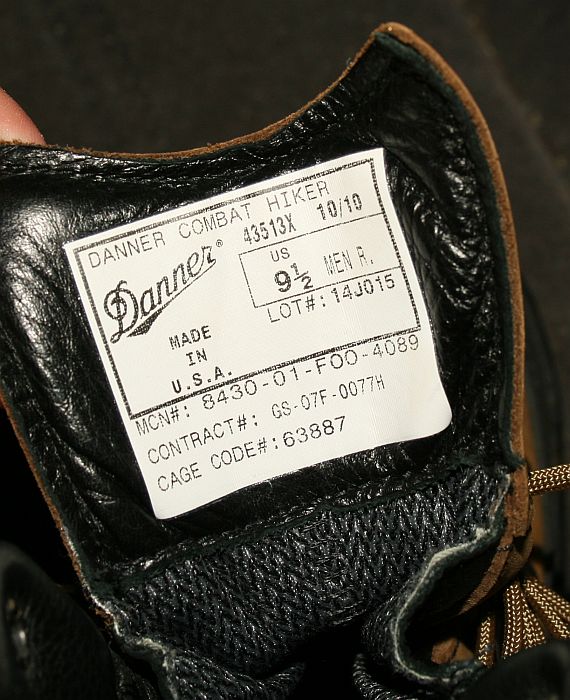 DANNER COMBAT HIKER
Danner® 43513X 10/10
US
9½ MEN R.
MADE
IN
U.S.A.
LOT#: 14J015
MCN#: 8430-01-F00-4089
CONTRACT#: GS-07F-0077H
CAGE CODE#: 63887